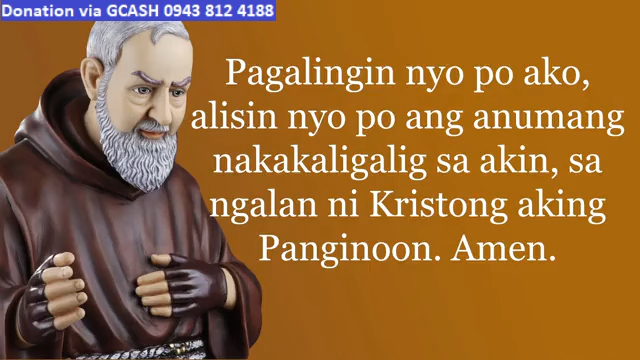 Donation via GCASH 0943 812 4188
Pagalingin nyo po ako,
alisin nyo po ang anumang
nakakaligalig sa akin, sa
ngalan ni Kristong aking
Panginoon. Amen.